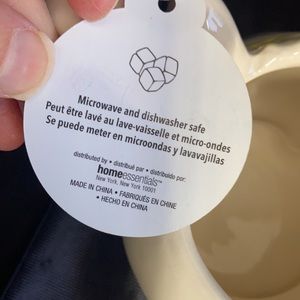 Microwave and dishwasher safe
Peut être lavé au lave-vaisselle et micro-ondes
Se puede meter en microondas y lavavajillas
distributed by • distribué par • distribuido por:
homeessentials™
New York, New York 10001
MADE IN CHINA • FABRIQUÉS EN CHINE
• HECHO EN CHINA